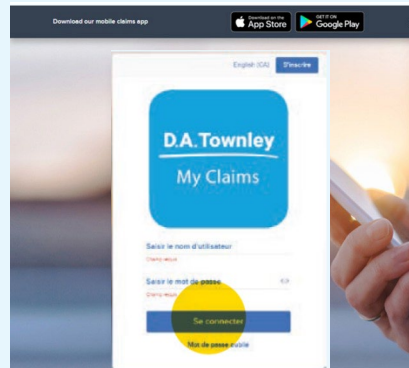 Download our mobile claims app
Download on the
App Store
GET IT ON
Google Play
English (CA)
S'inscrire
D.A.Townley
My Claims
Saisir le nom d'utilisateur
Champ requis
Saisir le mot de passe
Champ requis
Se connecter
Mot de passe oublié